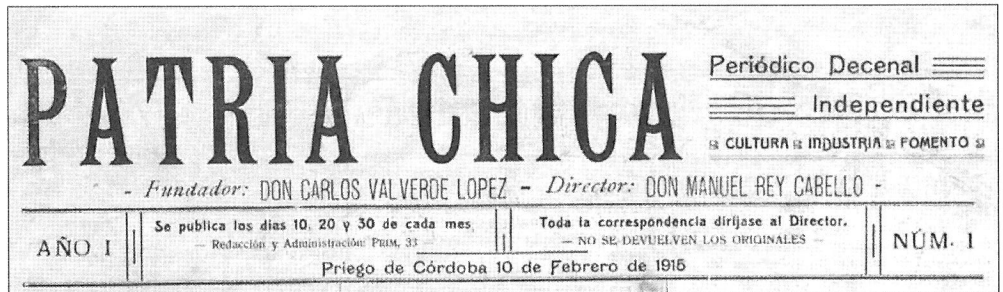 PATRIA CHICA
Periódico Decenal
Independiente
CULTURA INDUSTRIA FOMENTO
- Fundador: DON CARLOS VALVERDE LOPEZ - Director: DON MANUEL REY CABELLO -
AÑO I
Se publica los dias 10, 20 y 30 de cada mes
— Redacción y Administración: PRIM, 33 —
Toda la correspondencia diríjase al Director.
— NO SE DEVUELVEN LOS ORIGINALES —
NÚM. 1
Priego de Córdoba 10 de Febrero de 1915